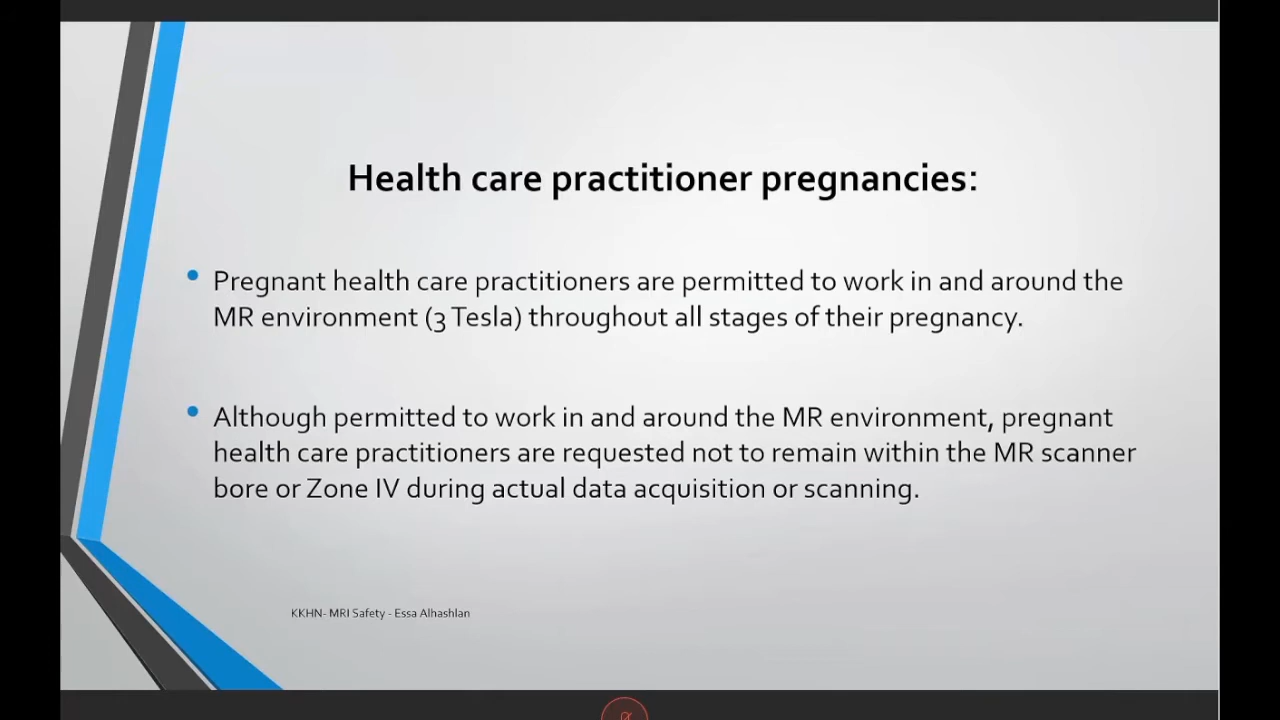 Health care practitioner pregnancies:
• Pregnant health care practitioners are permitted to work in and around the
MR environment (3 Tesla) throughout all stages of their pregnancy.
• Although permitted to work in and around the MR environment, pregnant
health care practitioners are requested not to remain within the MR scanner
bore or Zone IV during actual data acquisition or scanning.
KKHN- MRI Safety - Essa Alhashlan